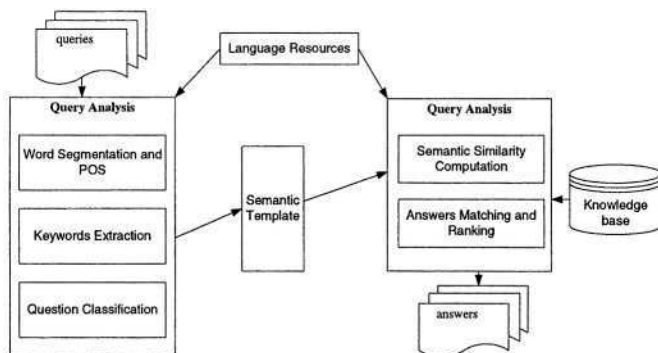 queries
Language Resources
Query Analysis
Word Segmentation and
POS
Keywords Extraction
Question Classification
Semantic
Template
Query Analysis
Semantic Similarity
Computation
Answers Matching and
Ranking
Knowledge
base
answers